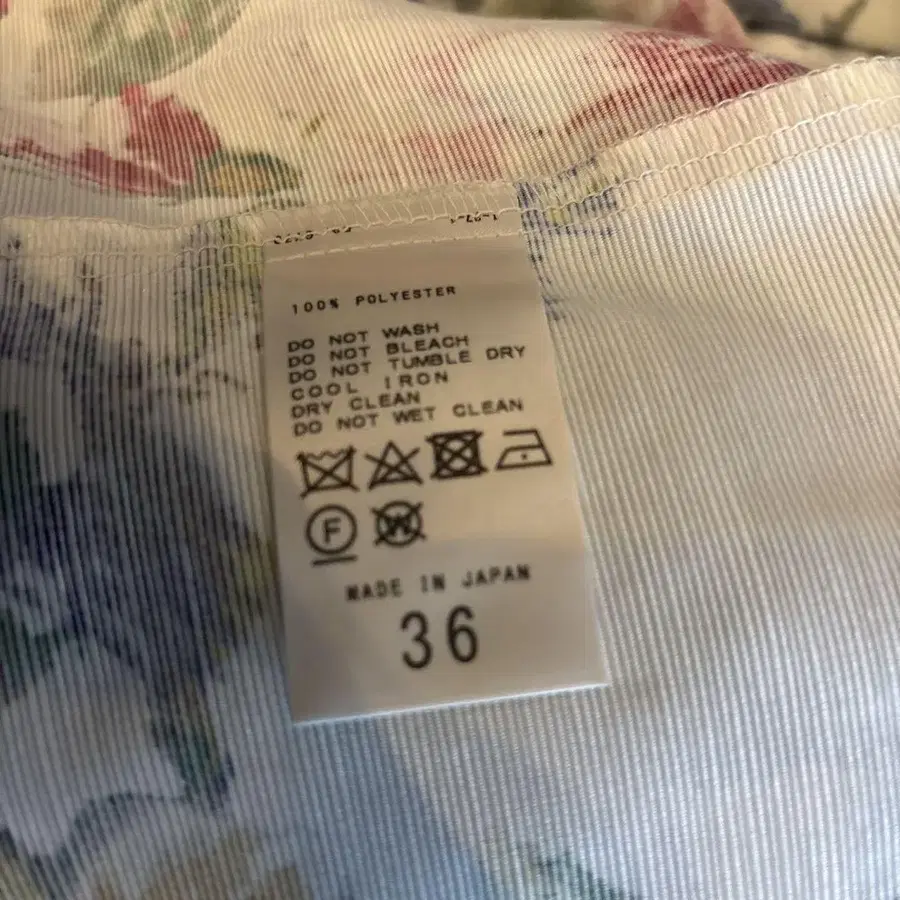 100% POLYESTER
DO NOT WASH
DO NOT BLEACH
DO NOT TUMBLE DRY
COOL IRON
DRY CLEAN
DO NOT WET CLEAN
F W
MADE IN JAPAN
36